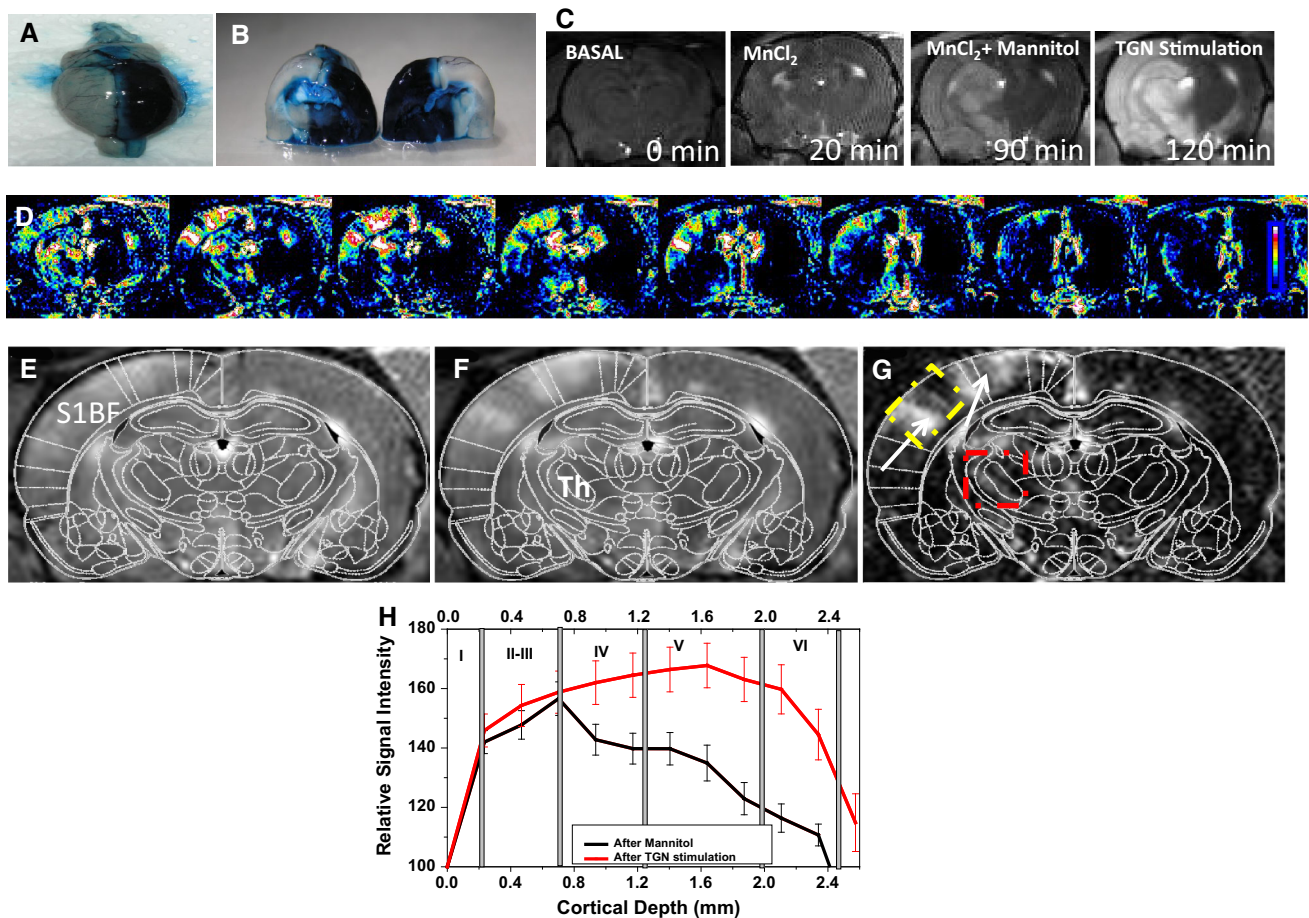 A
B
C
BASAL
0 min
MnCl2
20 min
MnCl2+ Mannitol
90 min
TGN Stimulation
120 min
D
E
S1BF
F
Th
G
H
0.0 0.4 0.8 1.2 1.6 2.0 2.4
180
160
140
120
100
Relative Signal Intensity
I II-III IV V VI
After Mannitol
After TGN stimulation
0.0 0.4 0.8 1.2 1.6 2.0 2.4
Cortical Depth (mm)